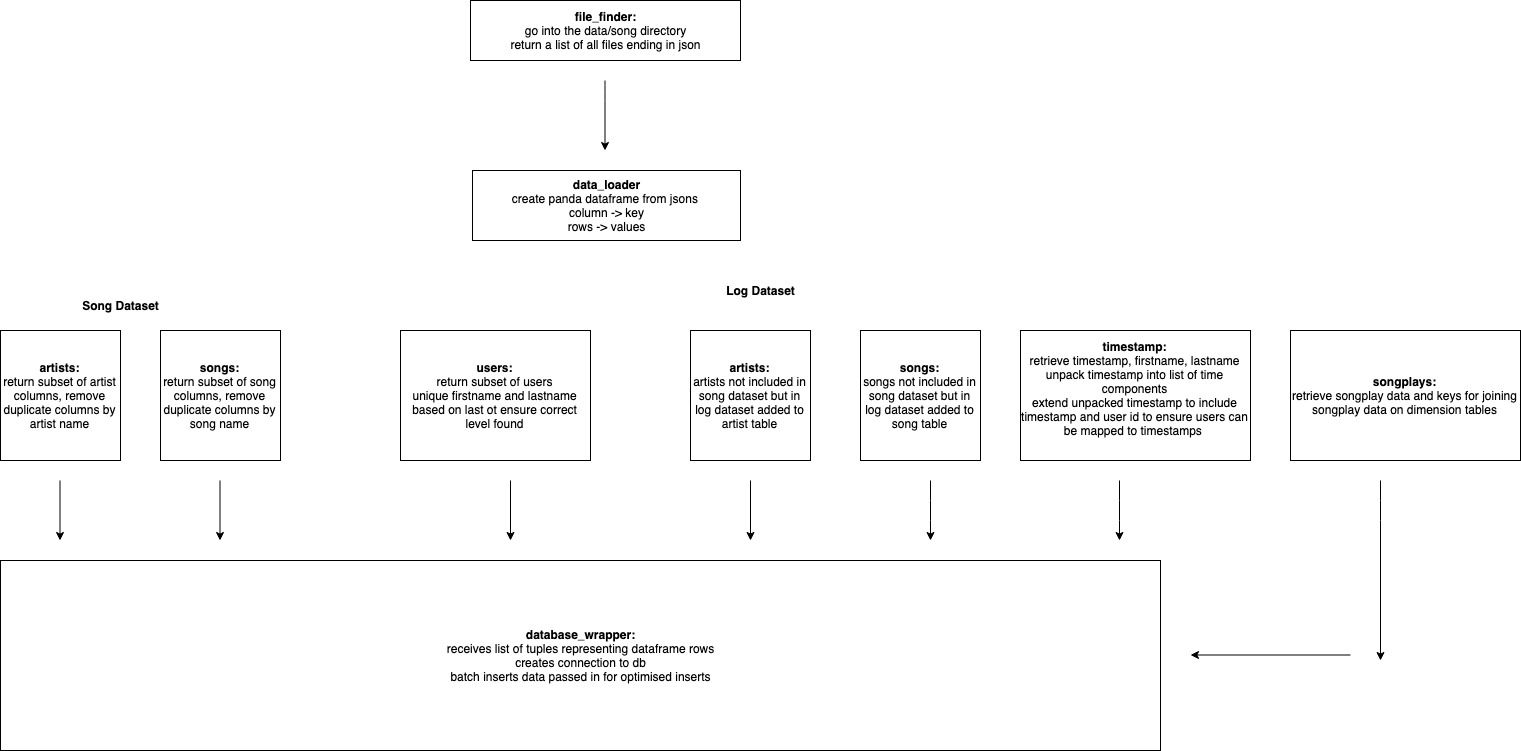 file_finder:
go into the data/song directory
return a list of all files ending in json
data_loader
create panda dataframe from jsons
column -> key
rows -> values
Song Dataset
Log Dataset
artists:
return subset of artist
columns, remove
duplicate columns by
artist name
songs:
return subset of song
columns, remove
duplicate columns by
song name
users:
return subset of users
unique firstname and lastname
based on last ot ensure correct
level found
artists:
artists not included in
song dataset but in
log dataset added to
artist table
songs:
songs not included in
song dataset but in
log dataset added to
song table
timestamp:
retrieve timestamp, firstname, lastname
unpack timestamp into list of time
components
extend unpacked timestamp to include
timestamp and user id to ensure users can
be mapped to timestamps
songplays:
retrieve songplay data and keys for joining
songplay data on dimension tables
database_wrapper:
receives list of tuples representing dataframe rows
creates connection to db
batch inserts data passed in for optimised inserts